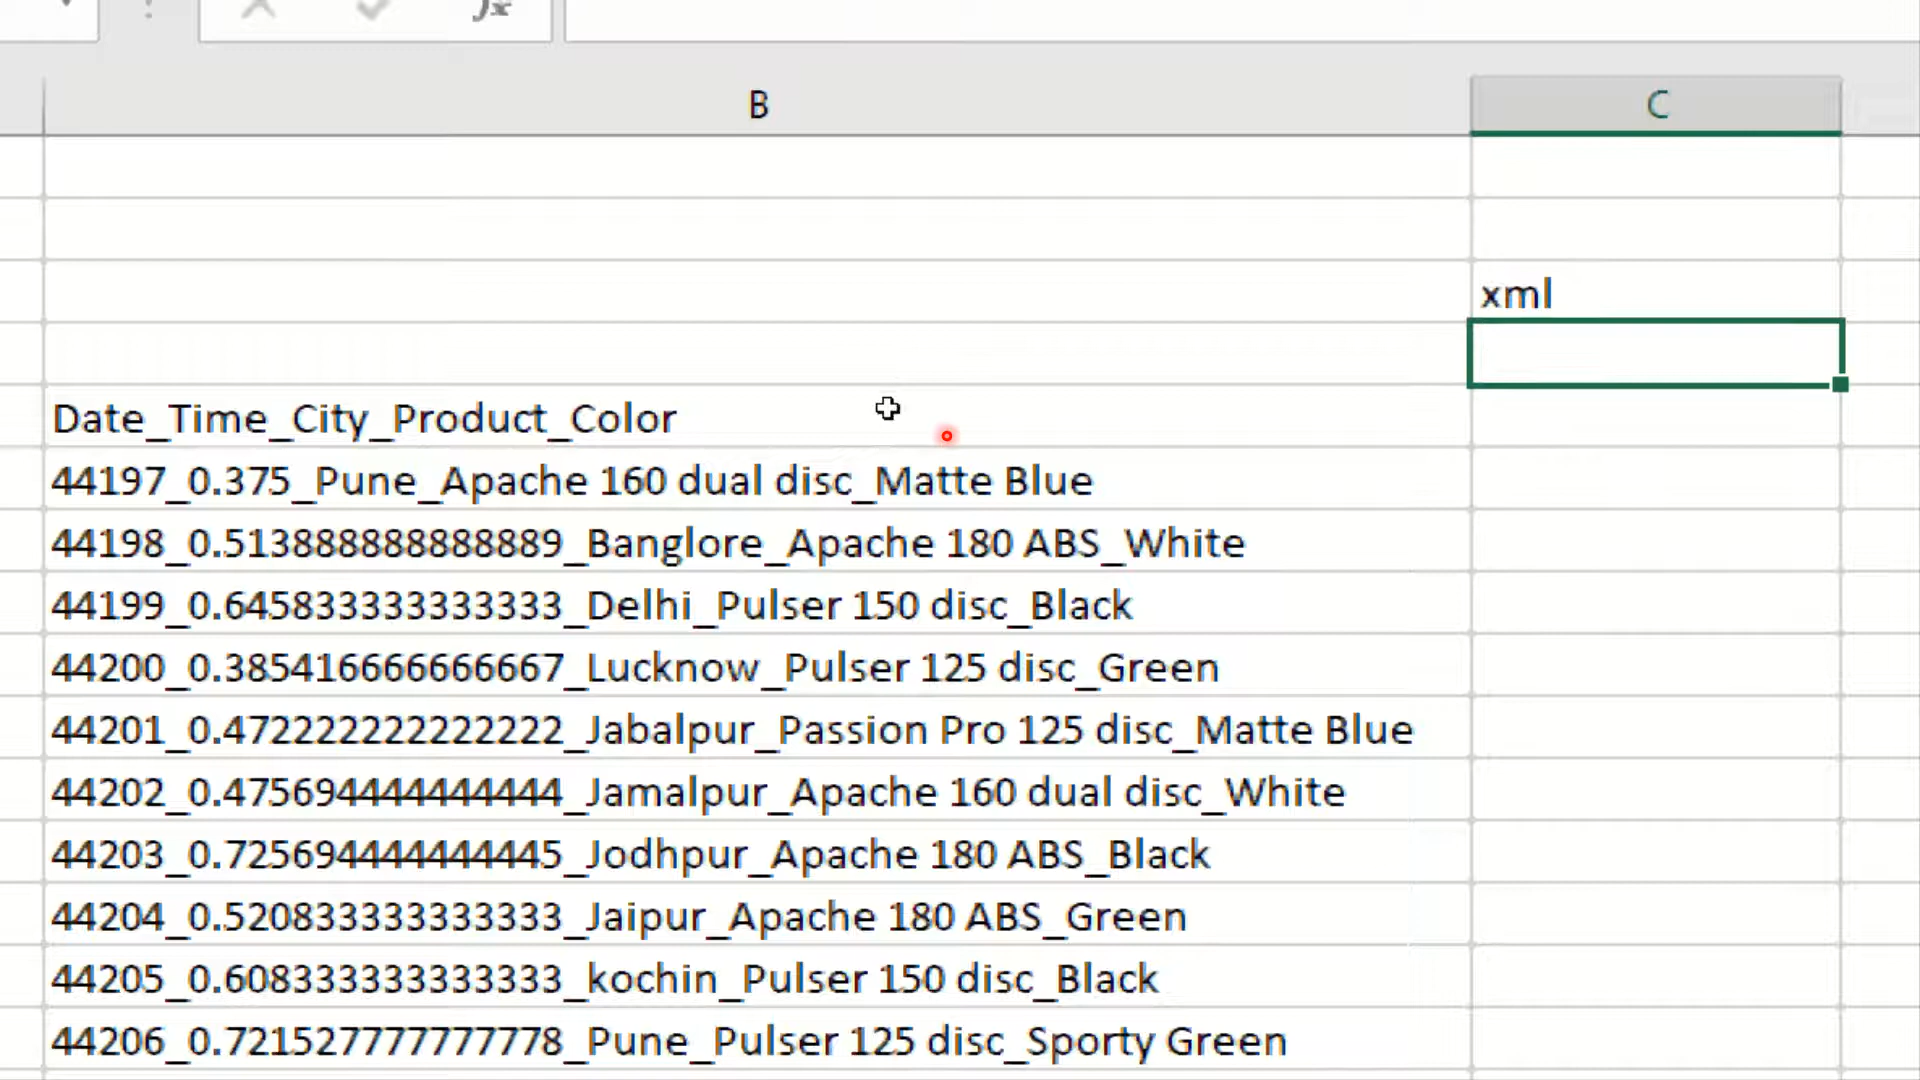 fx
B
C
xml
Date_Time_City_Product_Color
44197_0.375_Pune_Apache 160 dual disc_Matte Blue
44198_0.513888888888889_Banglore_Apache 180 ABS_White
44199_0.645833333333333_Delhi_Pulser 150 disc_Black
44200_0.385416666666667_Lucknow_Pulser 125 disc_Green
44201_0.472222222222222_Jabalpur_Passion Pro 125 disc_Matte Blue
44202_0.475694444444444_Jamalpur_Apache 160 dual disc_White
44203_0.725694444444445_Jodhpur_Apache 180 ABS_Black
44204_0.520833333333333_Jaipur_Apache 180 ABS_Green
44205_0.608333333333333_kochin_Pulser 150 disc_Black
44206_0.721527777777778_Pune_Pulser 125 disc_Sporty Green